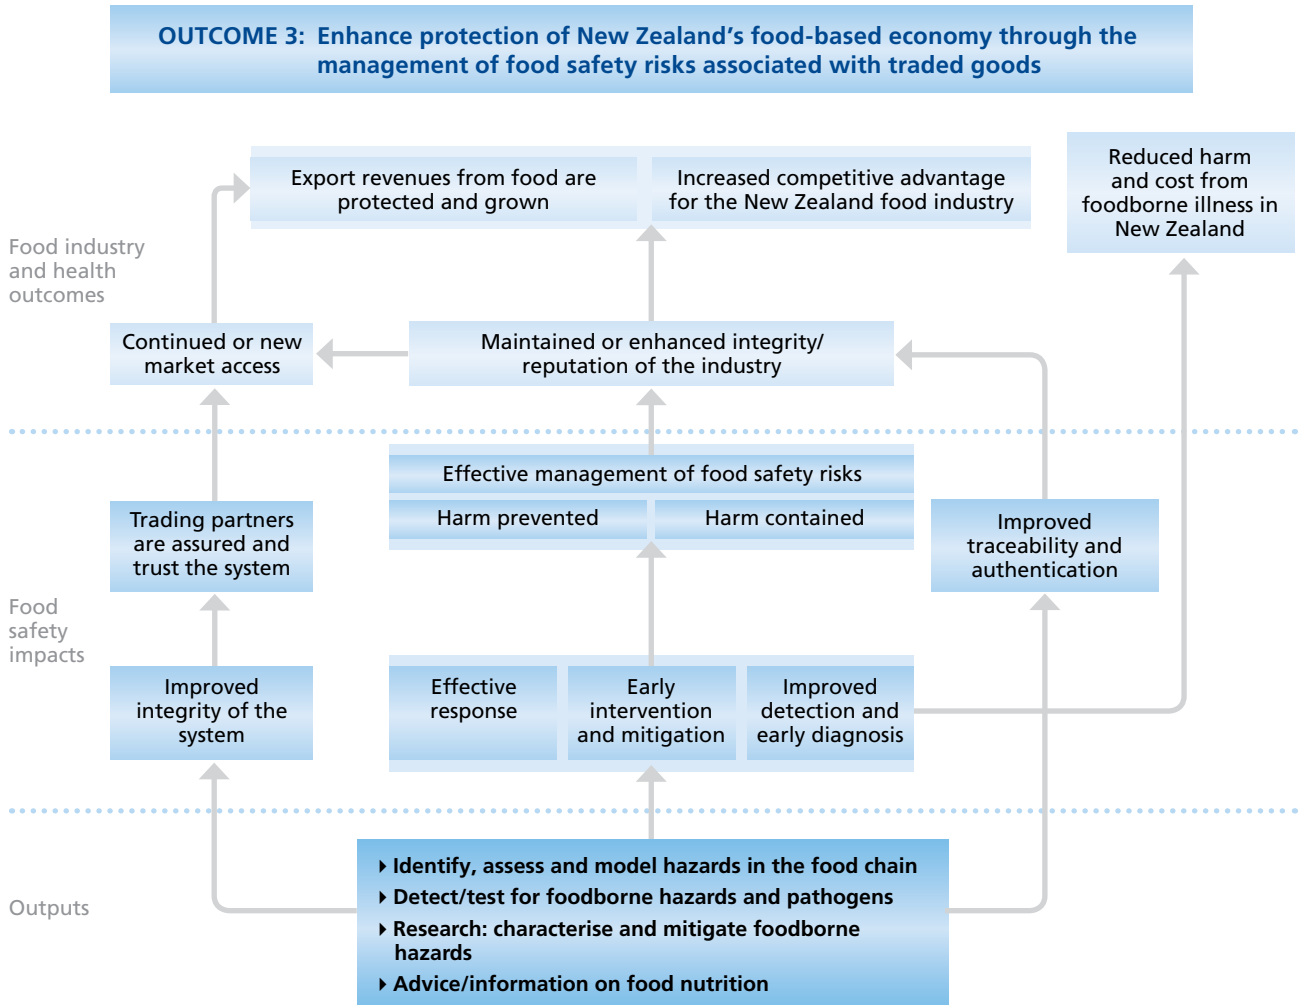 OUTCOME 3: Enhance protection of New Zealand’s food-based economy through the
management of food safety risks associated with traded goods
Export revenues from food are
protected and grown
Increased competitive advantage
for the New Zealand food industry
Reduced harm
and cost from
foodborne illness in
New Zealand
Food industry
and health
outcomes
Continued or new
market access
Maintained or enhanced integrity/
reputation of the industry
Effective management of food safety risks
Harm prevented
Harm contained
Trading partners
are assured and
trust the system
Improved
traceability and
authentication
Food
safety
impacts
Improved
integrity of the
system
Effective
response
Early
intervention
and mitigation
Improved
detection and
early diagnosis
Outputs
Identify, assess and model hazards in the food chain
Detect/test for foodborne hazards and pathogens
Research: characterise and mitigate foodborne
hazards
Advice/information on food nutrition